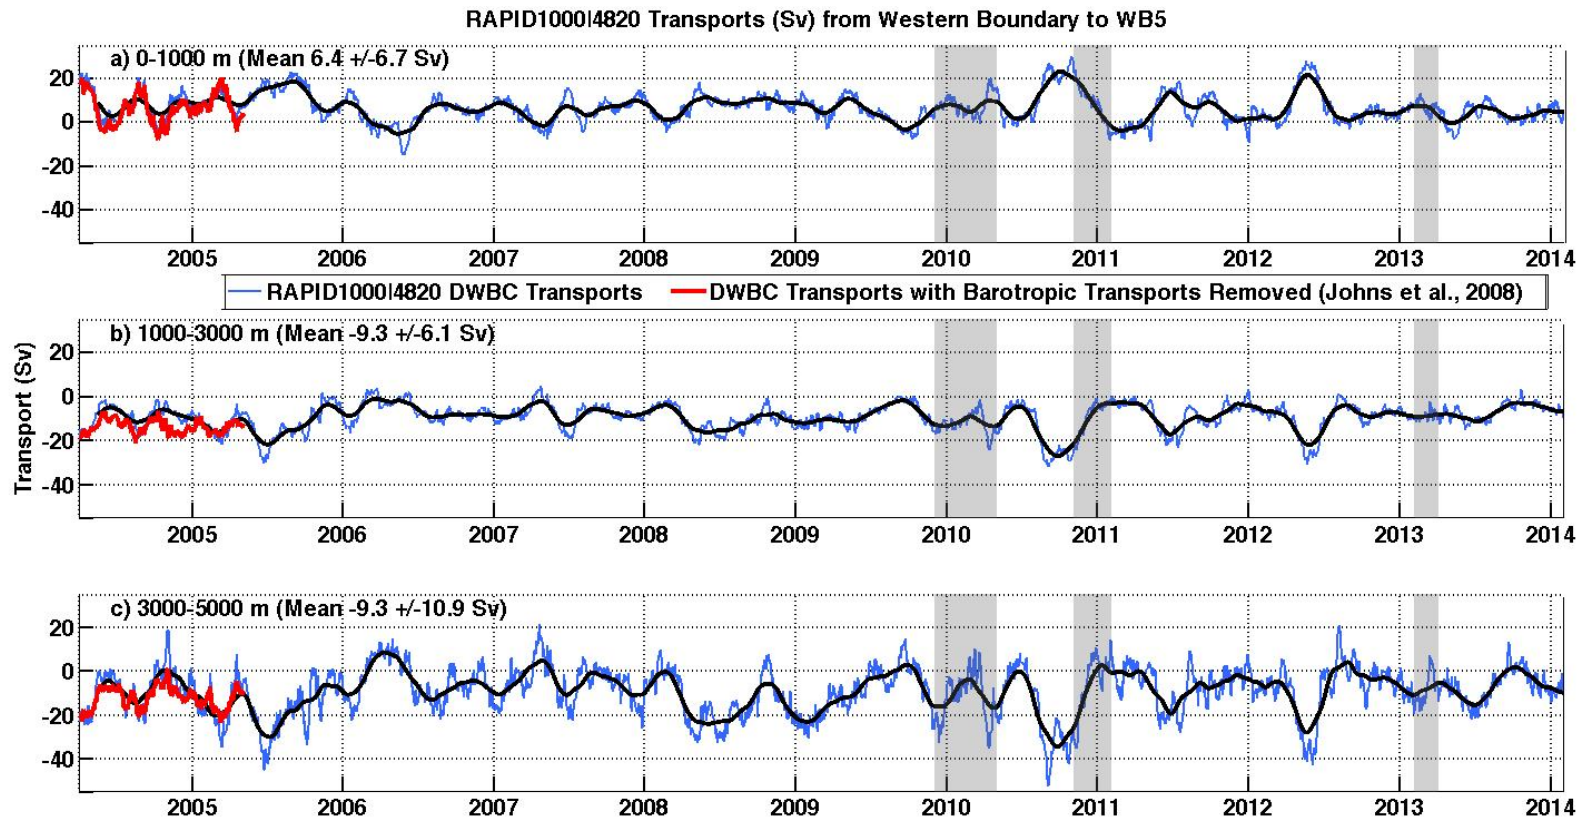 RAPID1000|4820 Transports (Sv) from Western Boundary to WB5
a) 0-1000 m (Mean 6.4 +/-6.7 Sv)
20
0
-20
-40
2005 2006 2007 2008 2009 2010 2011 2012 2013 2014
RAPID1000|4820 DWBC Transports DWBC Transports with Barotropic Transports Removed (Johns et al., 2008)
b) 1000-3000 m (Mean -9.3 +/-6.1 Sv)
Transport (Sv)
20
0
-20
-40
2005 2006 2007 2008 2009 2010 2011 2012 2013 2014
c) 3000-5000 m (Mean -9.3 +/-10.9 Sv)
20
0
-20
-40
2005 2006 2007 2008 2009 2010 2011 2012 2013 2014